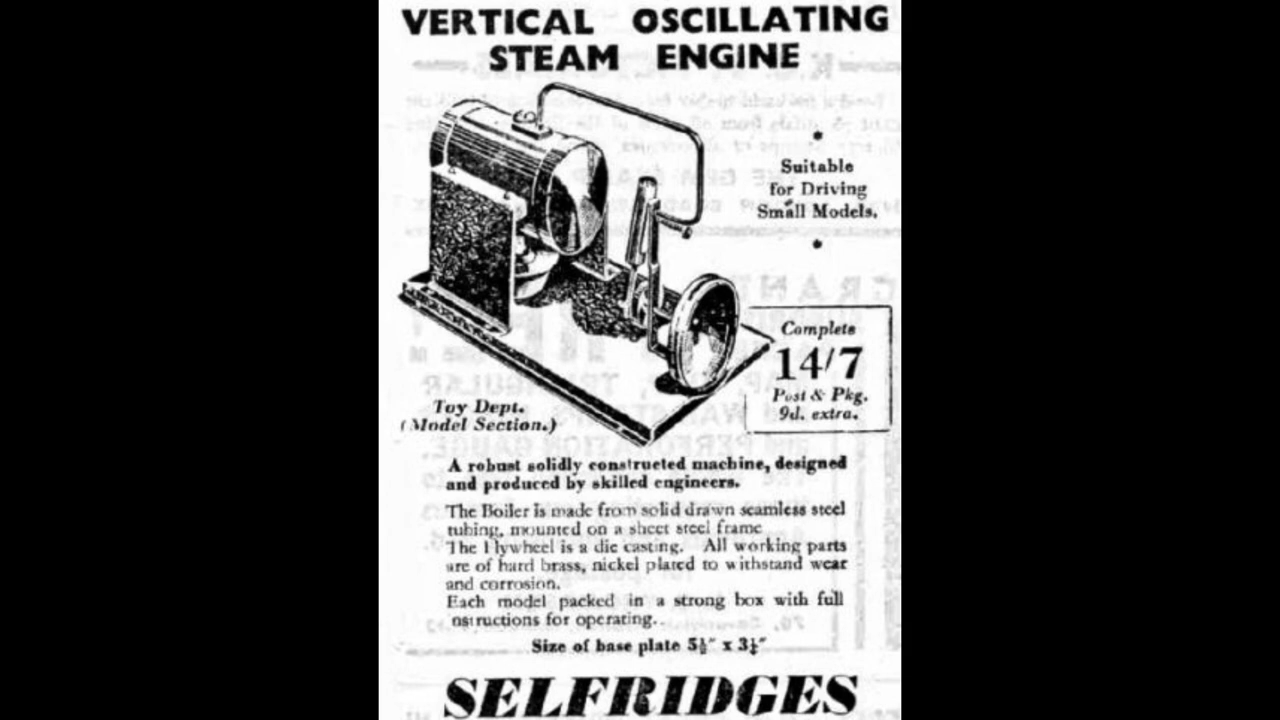 VERTICAL OSCILLATING
STEAM ENGINE
Suitable
for Driving
Small Models.
Complete
14/7
Post & Pkg.
9d. extra.
Toy Dept.
(Model Section.)
A robust solidly constructed machine, designed
and produced by skilled engineers.
The Boiler is made from solid drawn seamless steel
tubing, mounted on a sheet steel frame
The Flywheel is a die casting. All working parts
are of hard brass, nickel plated to withstand wear
and corrosion.
Each model packed in a strong box with full
instructions for operating.
Size of base plate 5½″ x 3¼″
SELFRIDGES